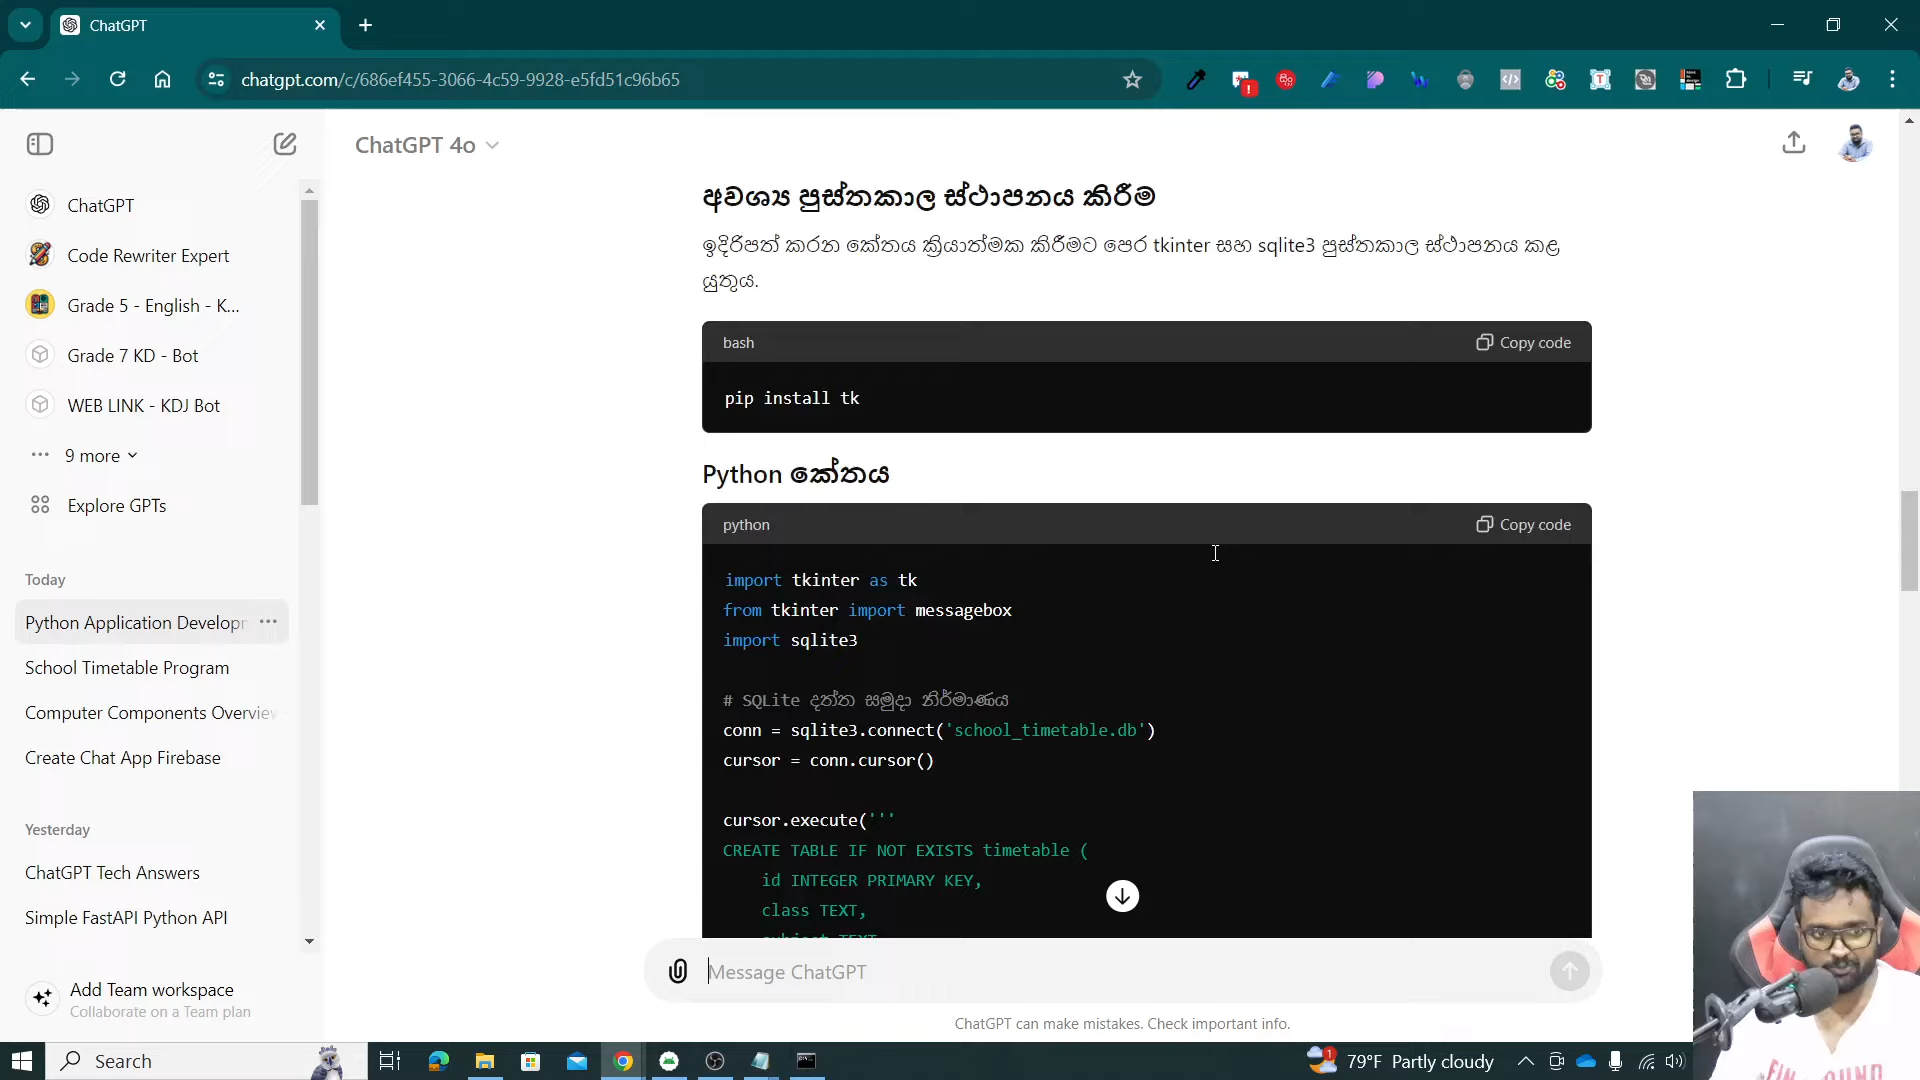 ChatGPT
chatgpt.com/c/686ef455-3066-4c59-9928-e5fd51c96b65
ChatGPT
Code Rewriter Expert
Grade 5 - English - K...
Grade 7 KD - Bot
WEB LINK - KDJ Bot
9 more
Explore GPTs
Today
Python Application Develop
School Timetable Program
Computer Components Overview
Create Chat App Firebase
Yesterday
ChatGPT Tech Answers
Simple FastAPI Python API
Add Team workspace
Collaborate on a Team plan
ChatGPT 4o
අවශ්‍ය පුස්තකාල ස්ථාපනය කිරීම
ඉදිරිපත් කරන කේතය ක්‍රියාත්මක කිරීමට පෙර tkinter සහ sqlite3 පුස්තකාල ස්ථාපනය කළ
යුතුය.
bash Copy code
pip install tk
Python කේතය
python Copy code
import tkinter as tk
from tkinter import messagebox
import sqlite3
# SQLite දත්ත සමුදා නිර්මාණය
conn = sqlite3.connect('school_timetable.db')
cursor = conn.cursor()
cursor.execute('''
CREATE TABLE IF NOT EXISTS timetable (
id INTEGER PRIMARY KEY,
class TEXT,
subject TEXT
Message ChatGPT
ChatGPT can make mistakes. Check important info.
Search
79°F Partly cloudy